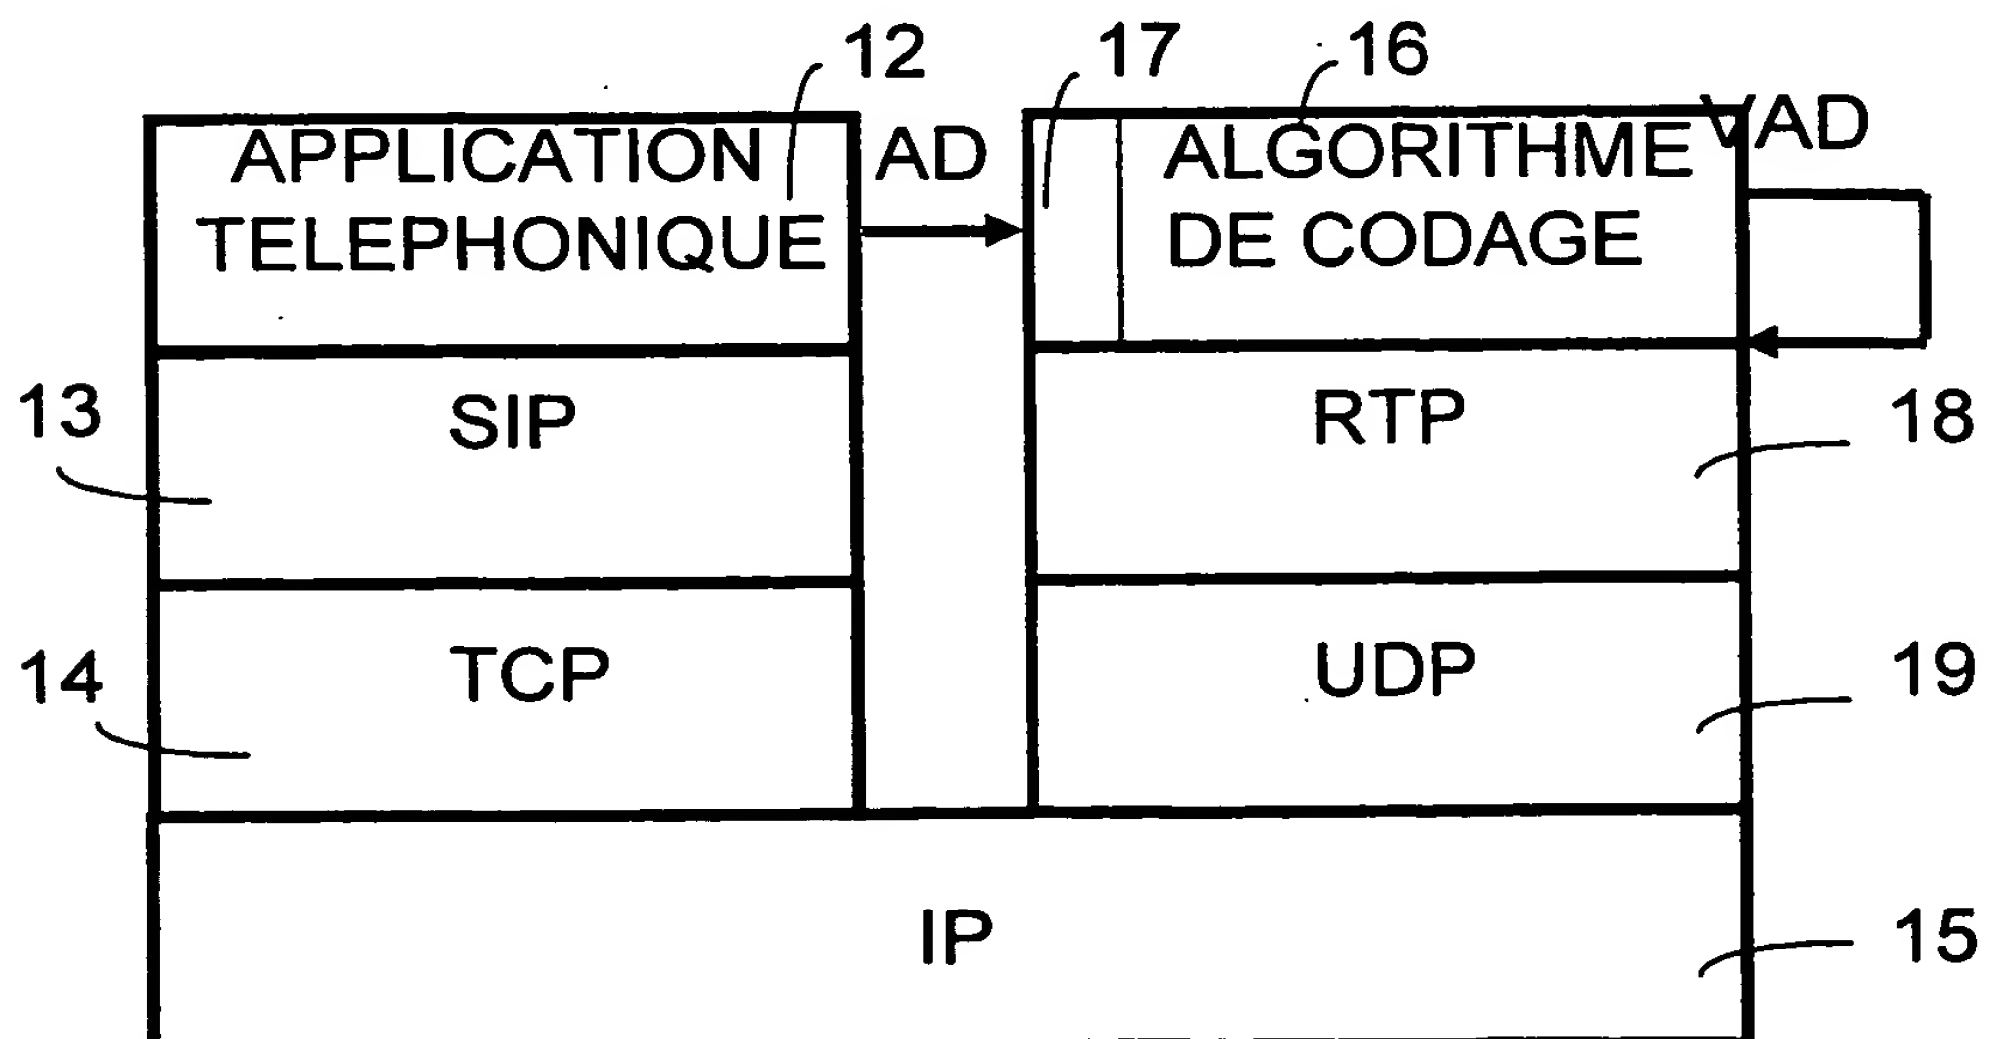 12
17
16
APPLICATION
TELEPHONIQUE
AD
ALGORITHME
DE CODAGE
VAD
13
SIP
RTP
18
14
TCP
UDP
19
IP
15